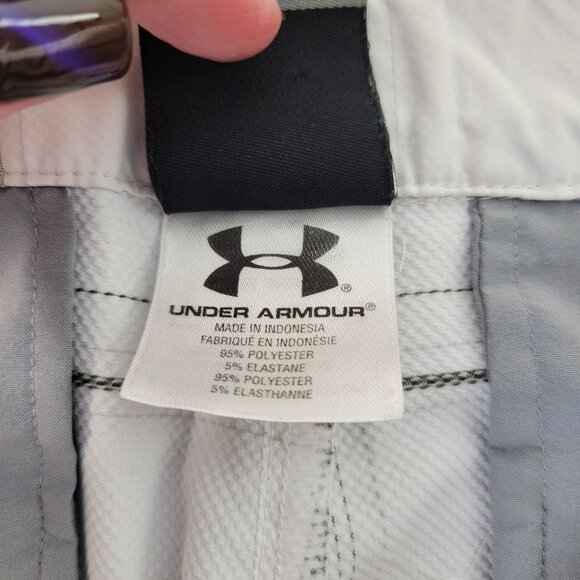 ®
UNDER ARMOUR®
MADE IN INDONESIA
FABRIQUÉ EN INDONÉSIE
95% POLYESTER
5% ELASTANE
95% POLYESTER
5% ELASTHANNE